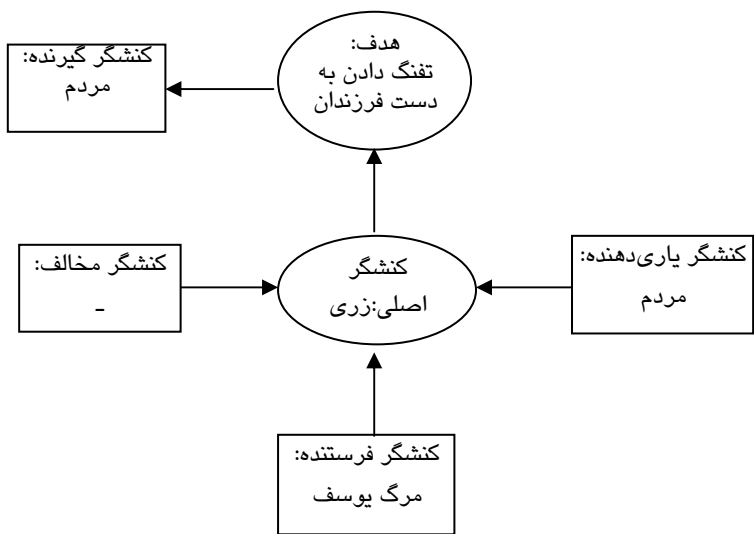 هدف:
تفنگ دادن به
دست فرزندان
کنشگر گیرنده:
مردم
کنشگر یاری‌دهنده:
مردم
کنشگر
اصلی:زری
کنشگر مخالف:
-
کنشگر فرستنده:
مرگ یوسف